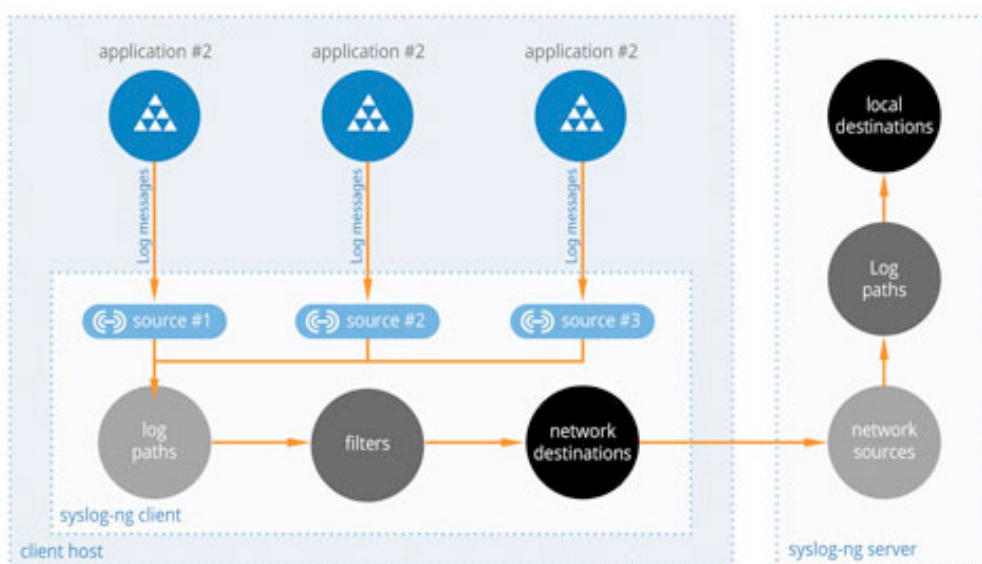 application #2
application #2
application #2
Log messages
Log messages
Log messages
source #1
source #2
source #3
log
paths
filters
network
destinations
syslog-ng client
client host
local
destinations
Log
paths
network
sources
syslog-ng server